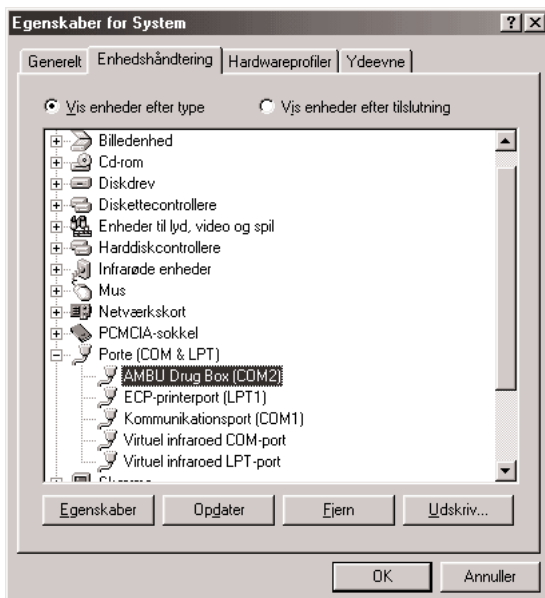 Egenskaber for System
Generelt Enhedshåndtering Hardwareprofiler Ydeevne
Vis enheder efter type Vis enheder efter tilslutning
Billedenhed
Cd-rom
Diskdrev
Diskettecontrollere
Enheder til lyd, video og spil
Harddiskcontrollere
Infrarøde enheder
Mus
Netværkskort
PCMCIA-sokkel
Porte (COM & LPT)
AMBU Drug Box (COM2)
ECP-printerport (LPT1)
Kommunikationsport (COM1)
Virtuel infraroed COM-port
Virtuel infraroed LPT-port
Egenskaber Opdater Fjern Udskriv...
OK Annuller